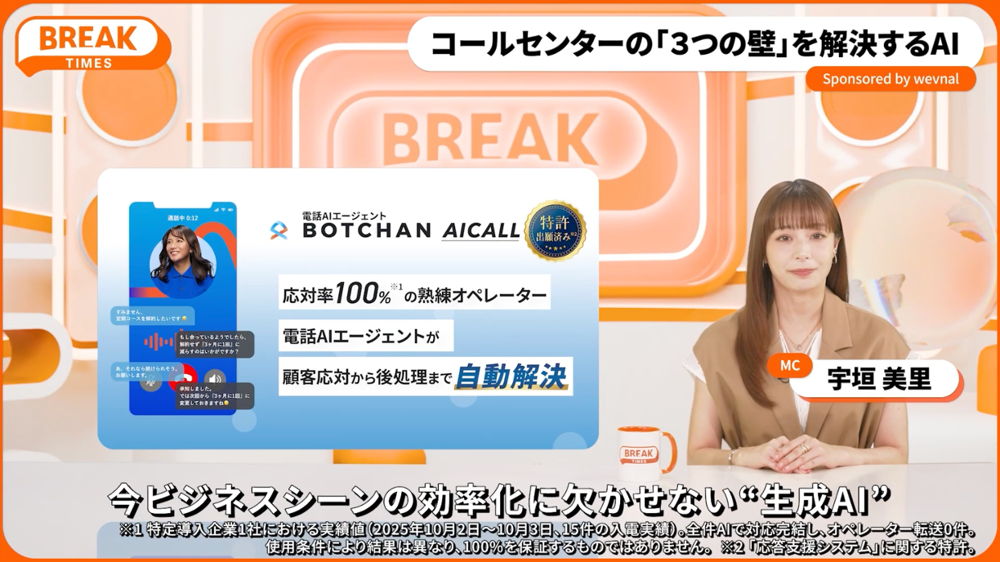 BREAK
TIMES
コールセンターの「3つの壁」を解決するAI
Sponsored by wevnal
BREAK
通話中 0:12
電話AIエージェント
BOTCHAN AICALL
特許
出願済み※2
応対率100%※1の熟練オペレーター
電話AIエージェントが
顧客応対から後処理まで自動解決
すみません、
定期コースを解約したいです😢
もし余っているようでしたら、
解約せず『3ヶ月に1回』に
減らすのはいかがですか？
あ、それなら続けられそう。
お願いします。
承知しました。
では次回から『3ヶ月に1回』に
変更しておきますね😊
MC
宇垣 美里
BREAK
TIMES
今ビジネスシーンの効率化に欠かせない“生成AI”
※1 特定導入企業1社における実績値（2025年10月2日～10月3日、15件の入電実績）。全件AIで対応完結し、オペレーター転送0件。
使用条件により結果は異なり、100%を保証するものではありません。 ※2 「応答支援システム」に関する特許。